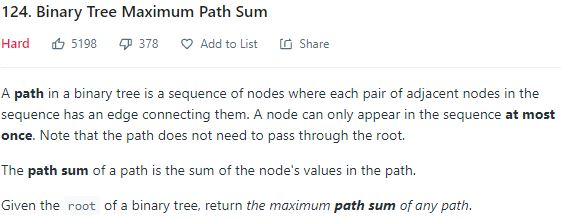 124. Binary Tree Maximum Path Sum
Hard 5198 378 Add to List Share
A path in a binary tree is a sequence of nodes where each pair of adjacent nodes in the
sequence has an edge connecting them. A node can only appear in the sequence at most
once. Note that the path does not need to pass through the root.
The path sum of a path is the sum of the node's values in the path.
Given the root of a binary tree, return the maximum path sum of any path.